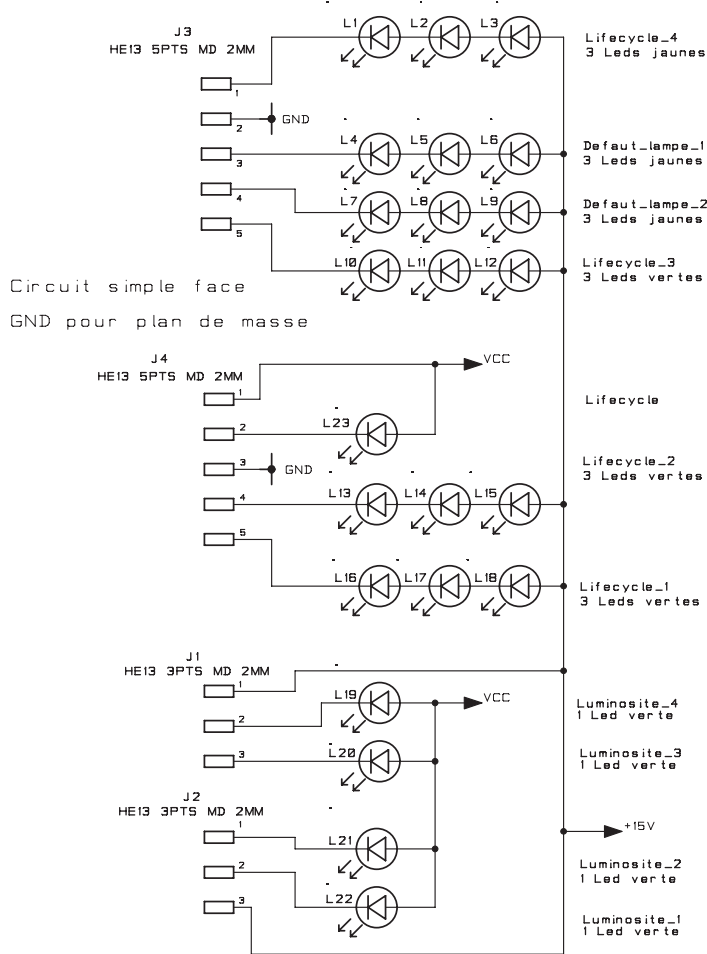 J3
HE13 5PTS MD 2MM
L1 L2 L3
Lifecycle_4
3 Leds jaunes
1
2
GND
3
L4 L5 L6
Defaut_lampe_1
3 Leds jaunes
4
L7 L8 L9
Defaut_lampe_2
3 Leds jaunes
5
L10 L11 L12
Lifecycle_3
3 Leds vertes
Circuit simple face
GND pour plan de masse
J4
HE13 5PTS MD 2MM
1
VCC
Lifecycle
2
L23
3
GND
Lifecycle_2
3 Leds vertes
4
L13 L14 L15
5
L16 L17 L18
Lifecycle_1
3 Leds vertes
J1
HE13 3PTS MD 2MM
1
2
L19
VCC
Luminosite_4
1 Led verte
3
L20
Luminosite_3
1 Led verte
J2
HE13 3PTS MD 2MM
1
L21
+15V
2
L22
Luminosite_2
1 Led verte
3
Luminosite_1
1 Led verte